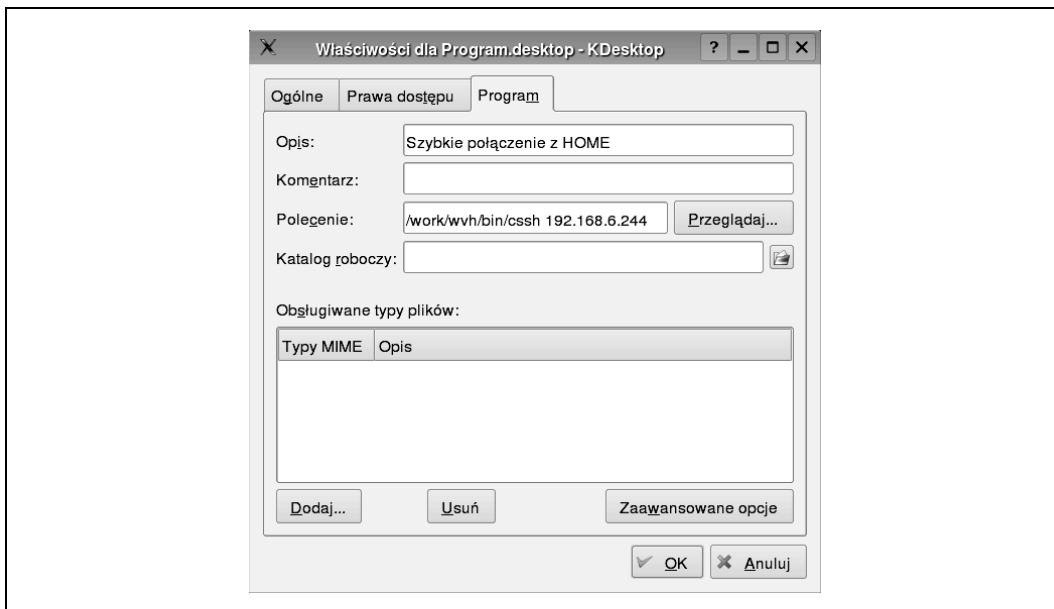 Właściwości dla Program.desktop - KDesktop
Ogólne Prawa dostępu Program
Opis: Szybkie połączenie z HOME
Komentarz:
Polecenie: /work/wvh/bin/cssh 192.168.6.244 Przeglądaj...
Katalog roboczy:
Obsługiwane typy plików:
Typy MIME Opis
Dodaj... Usuń Zaawansowane opcje
OK Anuluj